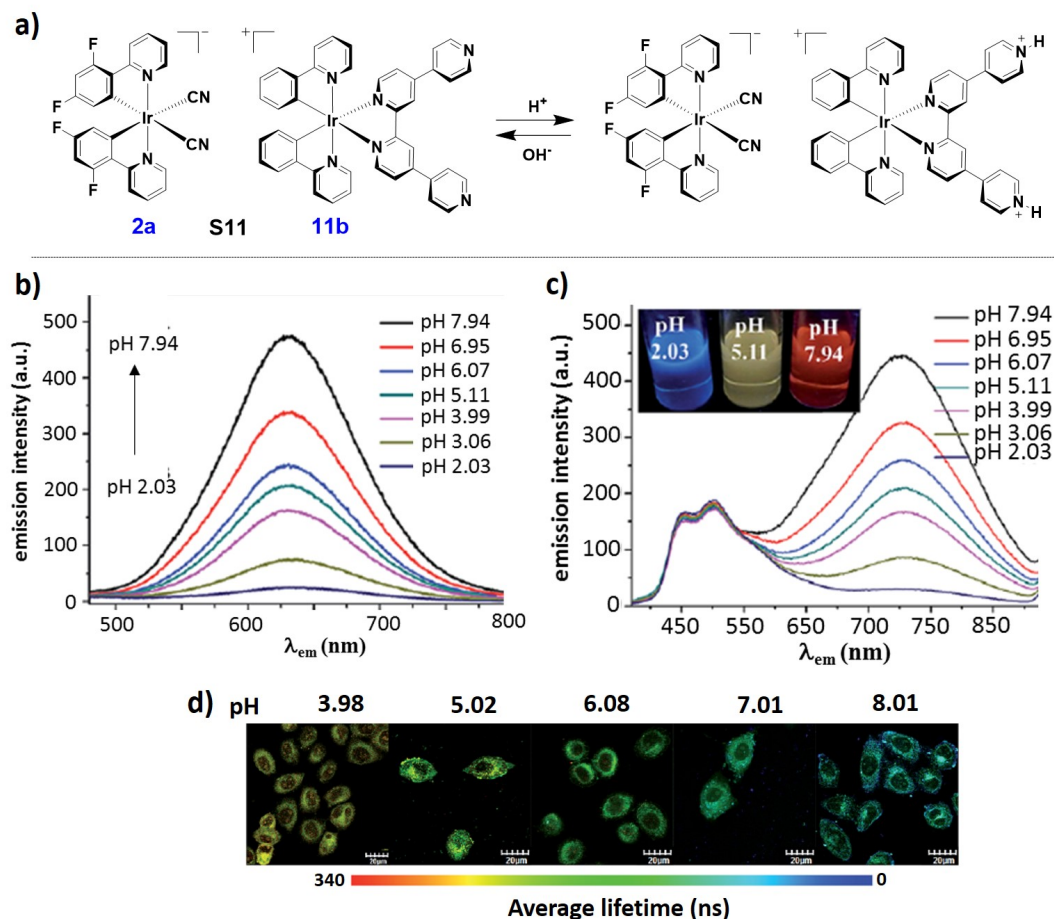 a)
F
F
F
F
N
N
Ir
CN
CN
−
+
N
N
N
N
Ir
N
N
H⁺
OH⁻
F
F
F
F
N
N
Ir
CN
CN
−
+
N
N
N
N
Ir
N⁺-H
N⁺-H
2a S11 11b
b)
emission intensity (a.u.)
500
400
300
200
100
0
500 600 700 800
λem (nm)
pH 7.94
pH 2.03
pH 7.94
pH 6.95
pH 6.07
pH 5.11
pH 3.99
pH 3.06
pH 2.03
c)
emission intensity (a.u.)
500
400
300
200
100
0
450 550 650 700 750 850
λem (nm)
pH 2.03
pH 5.11
pH 7.94
pH 7.94
pH 6.95
pH 6.07
pH 5.11
pH 3.99
pH 3.06
pH 2.03
d) pH 3.98 5.02 6.08 7.01 8.01
20µm 20µm 20µm 20µm 20µm
340 0
Average lifetime (ns)